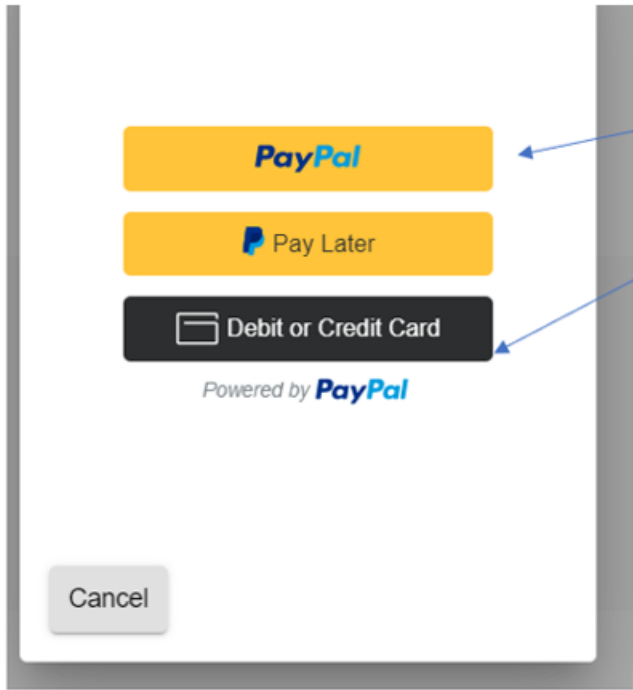 PayPal
Pay Later
Debit or Credit Card
Powered by PayPal
Cancel